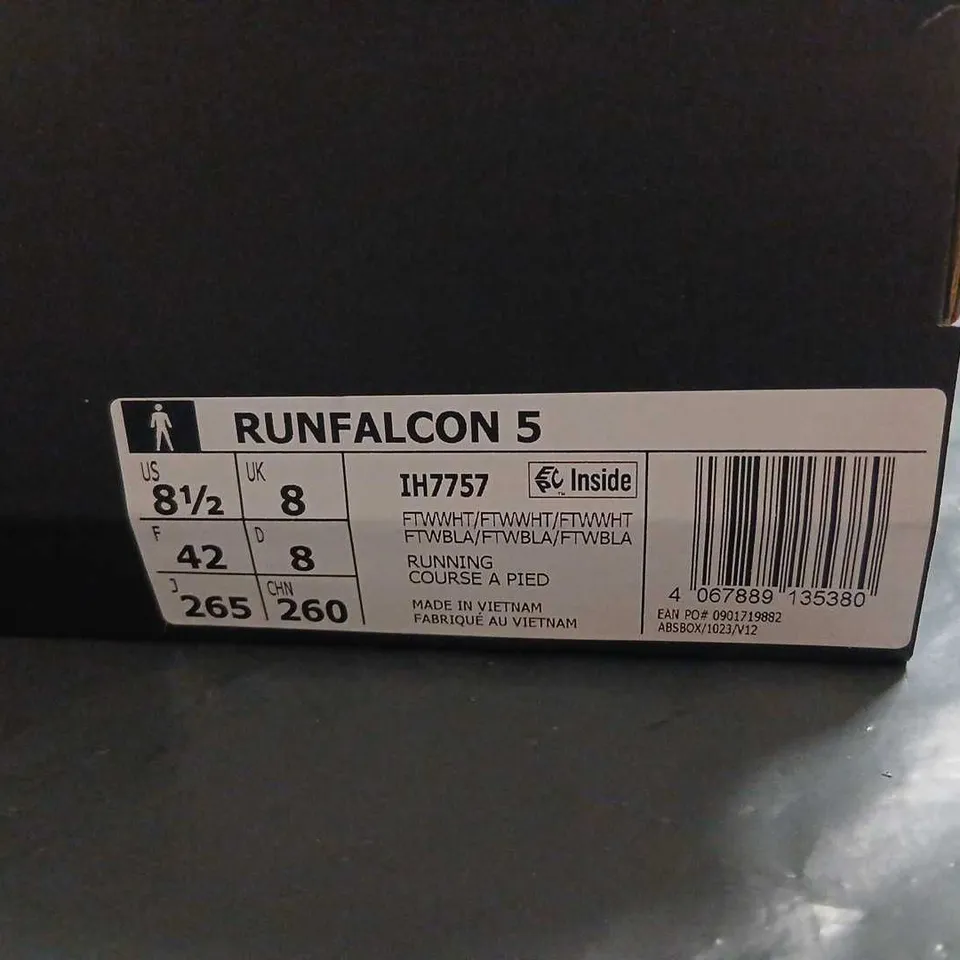 RUNFALCON 5
US 8½ UK 8
F 42 D 8
J 265 CHN 260
IH7757 Inside
FTWWHT/FTWWHT/FTWWHT
FTWBLA/FTWBLA/FTWBLA
RUNNING
COURSE A PIED
MADE IN VIETNAM
FABRIQUÉ AU VIETNAM
4 067889 135380
EAN PO# 0901719882
ABSBOX/1023/V12